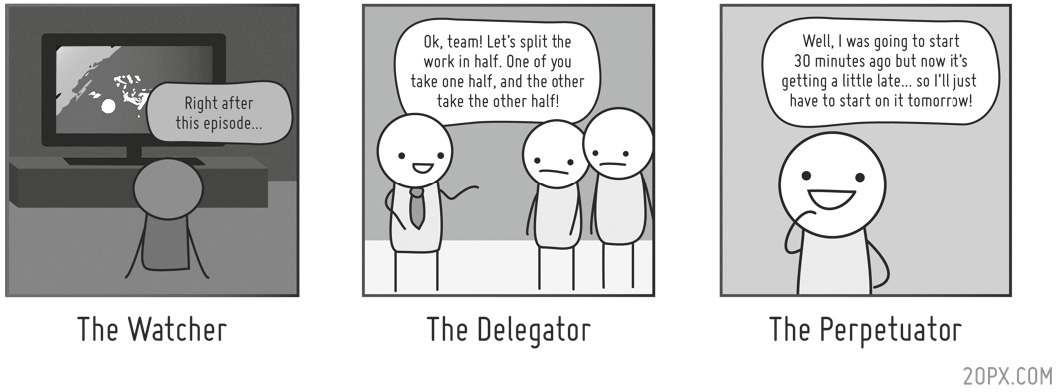 Right after
this episode...
Ok, team! Let's split the
work in half. One of you
take one half, and the other
take the other half!
Well, I was going to start
30 minutes ago but now it's
getting a little late... so I'll just
have to start on it tomorrow!
The Watcher
The Delegator
The Perpetuator
20PX.COM